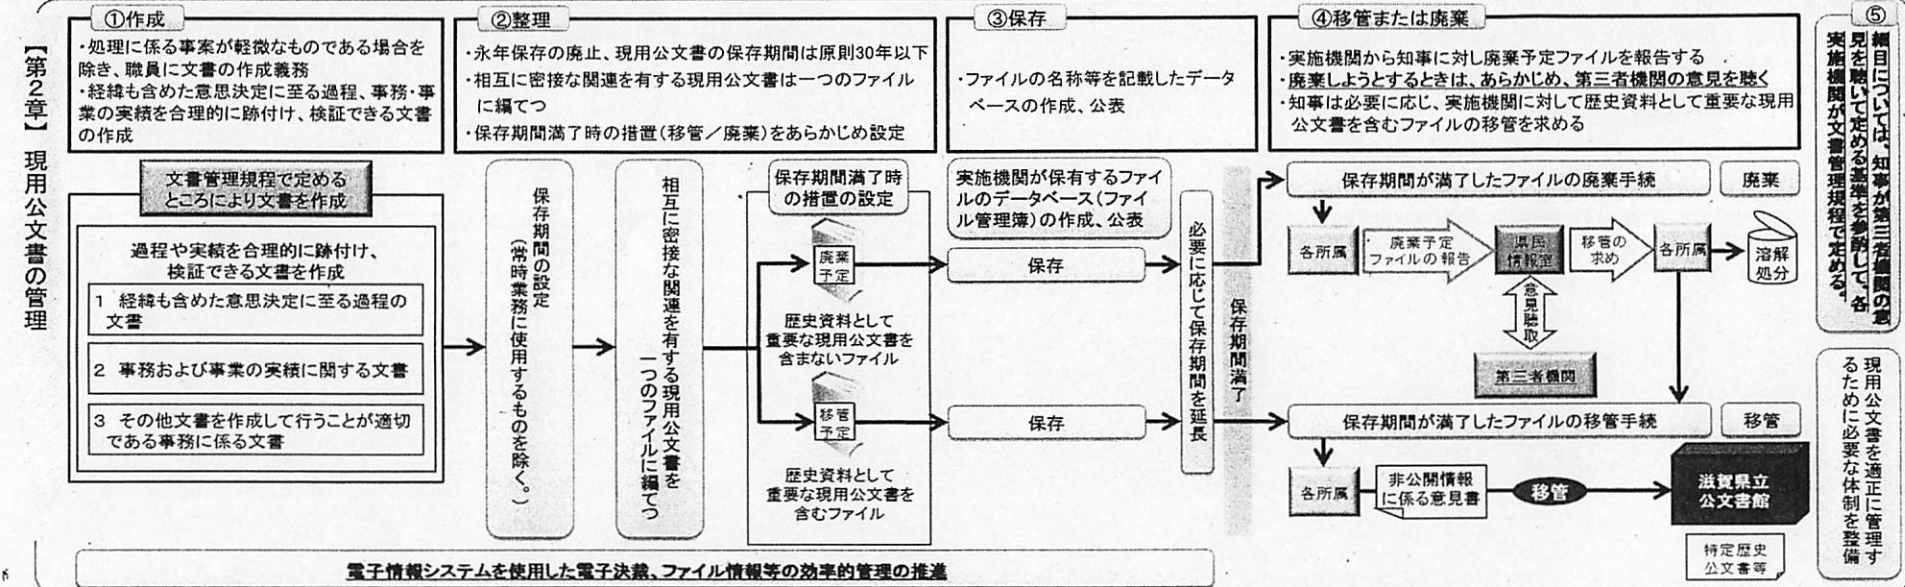 【第2章】 現用公文書の管理
①作成
・処理に係る事案が軽微なものである場合を
除き、職員に文書の作成義務
・経緯も含めた意思決定に至る過程、事務・事
業の実績を合理的に跡付け、検証できる文書
の作成
②整理
・永年保存の廃止、現用公文書の保存期間は原則30年以下
・相互に密接な関連を有する現用公文書は一つのファイル
に編てつ
・保存期間満了時の措置(移管/廃棄)をあらかじめ設定
③保存
・ファイルの名称等を記載したデータ
ベースの作成、公表
④移管または廃棄
・実施機関から知事に対し廃棄予定ファイルを報告する
・廃棄しようとするときは、あらかじめ、第三者機関の意見を聴く
・知事は必要に応じ、実施機関に対して歴史資料として重要な現用
公文書を含むファイルの移管を求める
⑤
細目については、知事が第三者機関の意
見を聴いて定める基準を参酌して、各
実施機関が文書管理規程で定める。
文書管理規程で定める
ところにより文書を作成
過程や実績を合理的に跡付け、
検証できる文書を作成
1 経緯も含めた意思決定に至る過程の
文書
2 事務および事業の実績に関する文書
3 その他文書を作成して行うことが適切
である事務に係る文書
保存期間の設定
(常時業務に使用するものを除く。)
相互に密接な関連を有する現用公文書を
一つのファイルに編てつ
保存期間満了時
の措置の設定
廃棄
予定
歴史資料として
重要な現用公文書を
含まないファイル
移管
予定
歴史資料として
重要な現用公文書を
含むファイル
実施機関が保有するファイ
ルのデータベース(ファイ
ル管理簿)の作成、公表
保存
保存
必要に応じて保存期間を延長
保存期間満了
保存期間が満了したファイルの廃棄手続
廃棄
各所属
廃棄予定
ファイルの報告
県民
情報室
移管の
求め
各所属
溶解
処分
意見聴取
第三者機関
保存期間が満了したファイルの移管手続
移管
各所属
非公開情報
に係る意見書
移管
滋賀県立
公文書館
特定歴史
公文書等
現用公文書を適正に管理す
るために必要な体制を整備
電子情報システムを使用した電子決裁、ファイル情報等の効率的管理の推進